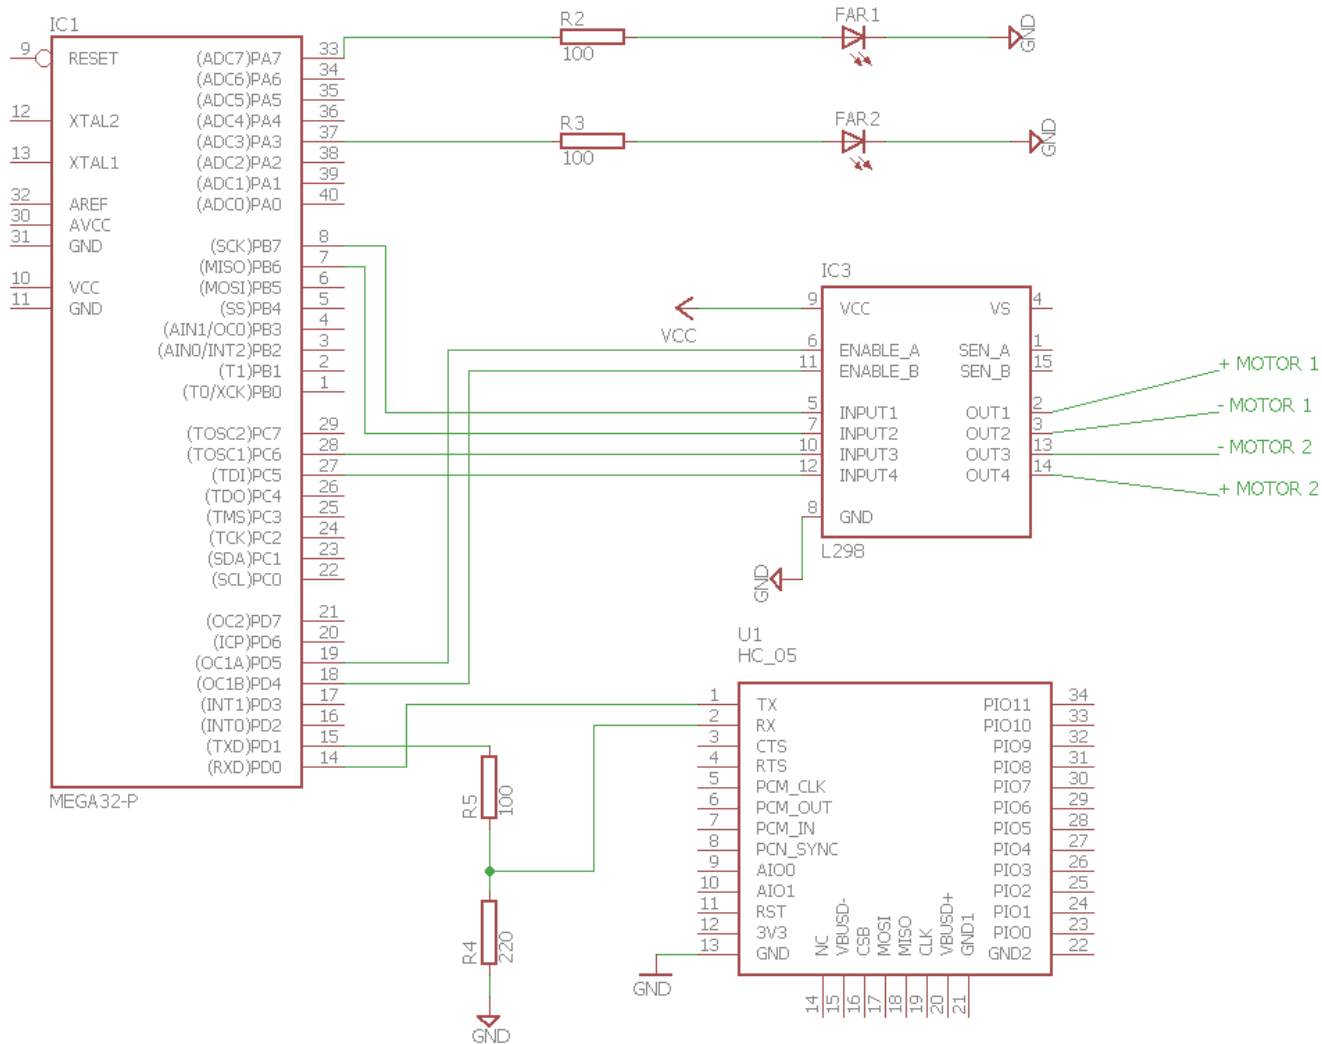 IC1
9 RESET
12 XTAL2
13 XTAL1
32 AREF
30 AVCC
31 GND
10 VCC
11 GND
(ADC7)PA7 33
(ADC6)PA6 34
(ADC5)PA5 35
(ADC4)PA4 36
(ADC3)PA3 37
(ADC2)PA2 38
(ADC1)PA1 39
(ADC0)PA0 40
(SCK)PB7 8
(MISO)PB6 7
(MOSI)PB5 6
(SS)PB4 5
(AIN1/OC0)PB3 4
(AIN0/INT2)PB2 3
(T1)PB1 2
(T0/XCK)PB0 1
(TOSC2)PC7 29
(TOSC1)PC6 28
(TDI)PC5 27
(TDO)PC4 26
(TMS)PC3 25
(TCK)PC2 24
(SDA)PC1 23
(SCL)PC0 22
(OC2)PD7 21
(ICP)PD6 20
(OC1A)PD5 19
(OC1B)PD4 18
(INT1)PD3 17
(INT0)PD2 16
(TXD)PD1 15
(RXD)PD0 14
MEGA32-P
R2
100
FAR1
GND
R3
100
FAR2
GND
IC3
VCC
9 VCC
6 ENABLE_A
11 ENABLE_B
5 INPUT1
7 INPUT2
10 INPUT3
12 INPUT4
8 GND
VS 4
SEN_A 1
SEN_B 15
OUT1 2
OUT2 3
OUT3 13
OUT4 14
L298
GND
+ MOTOR 1
- MOTOR 1
- MOTOR 2
+ MOTOR 2
R5
100
R4
220
GND
U1
HC_05
1 TX
2 RX
3 CTS
4 RTS
5 PCM_CLK
6 PCM_OUT
7 PCM_IN
8 PCN_SYNC
9 AIO0
10 AIO1
11 RST
12 3V3
13 GND
GND
NC 14
VBUSD- 15
CSB 16
MOSI 17
MISO 18
CLK 19
VBUSD+ 20
GND1 21
PIO11 34
PIO10 33
PIO9 32
PIO8 31
PIO7 30
PIO6 29
PIO5 28
PIO4 27
PIO3 26
PIO2 25
PIO1 24
PIO0 23
GND2 22